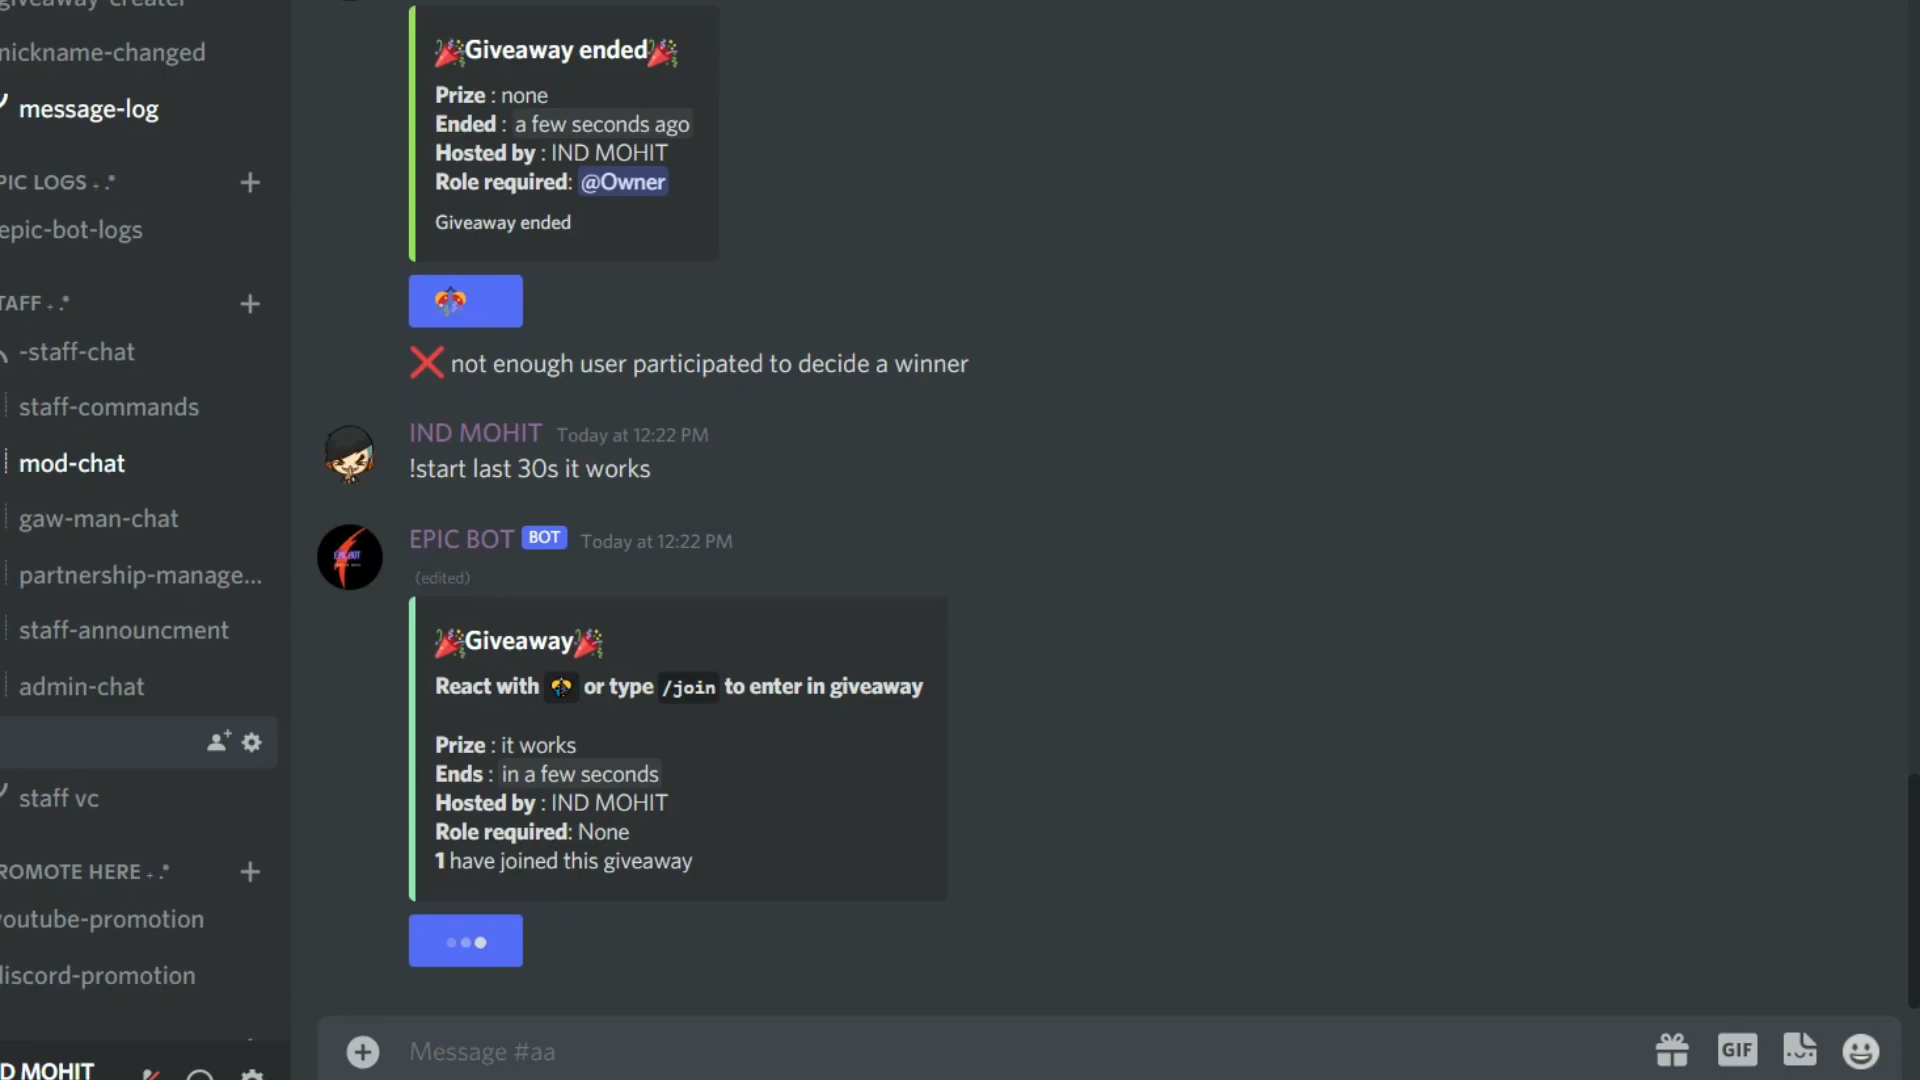 giveaway-creater
nickname-changed
message-log
PIC LOGS
epic-bot-logs
TAFF
-staff-chat
staff-commands
mod-chat
gaw-man-chat
partnership-manage...
staff-announcment
admin-chat
staff vc
ROMOTE HERE
youtube-promotion
discord-promotion
D MOHIT
Giveaway ended
Prize : none
Ended : a few seconds ago
Hosted by : IND MOHIT
Role required: @Owner
Giveaway ended
❌ not enough user participated to decide a winner
IND MOHIT Today at 12:22 PM
!start last 30s it works
EPIC BOT BOT Today at 12:22 PM
(edited)
Giveaway
React with or type /join to enter in giveaway
Prize : it works
Ends : in a few seconds
Hosted by : IND MOHIT
Role required: None
1 have joined this giveaway
Message #aa
GIF